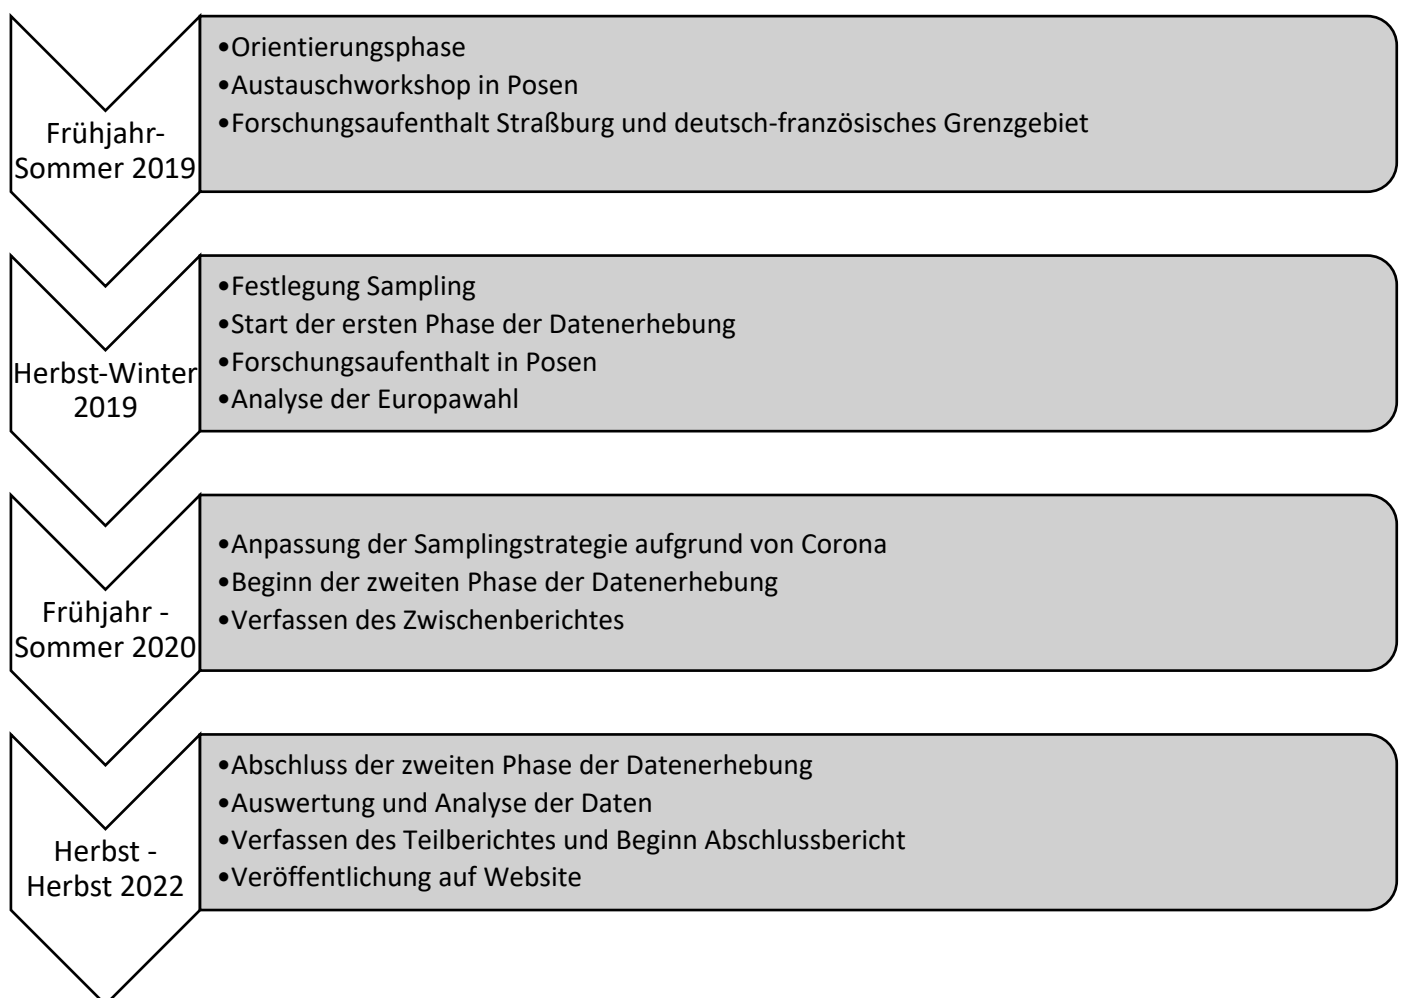 Frühjahr-
Sommer 2019
•Orientierungsphase
•Austauschworkshop in Posen
•Forschungsaufenthalt Straßburg und deutsch-französisches Grenzgebiet
Herbst-Winter
2019
•Festlegung Sampling
•Start der ersten Phase der Datenerhebung
•Forschungsaufenthalt in Posen
•Analyse der Europawahl
Frühjahr -
Sommer 2020
•Anpassung der Samplingstrategie aufgrund von Corona
•Beginn der zweiten Phase der Datenerhebung
•Verfassen des Zwischenberichtes
Herbst -
Herbst 2022
•Abschluss der zweiten Phase der Datenerhebung
•Auswertung und Analyse der Daten
•Verfassen des Teilberichtes und Beginn Abschlussbericht
•Veröffentlichung auf Website